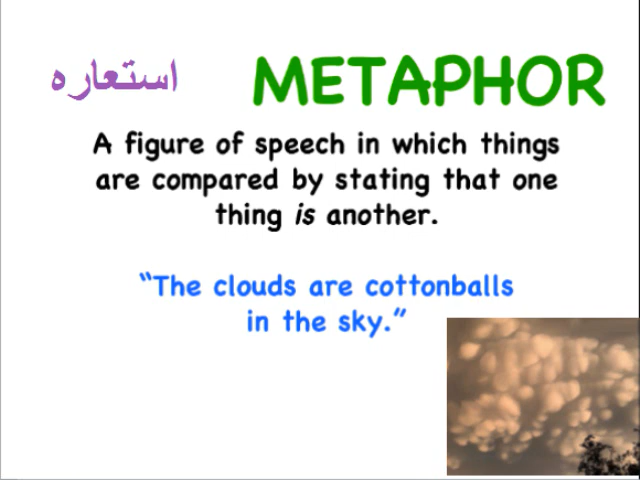 استعاره METAPHOR
A figure of speech in which things
are compared by stating that one
thing is another.
“The clouds are cottonballs
in the sky.”